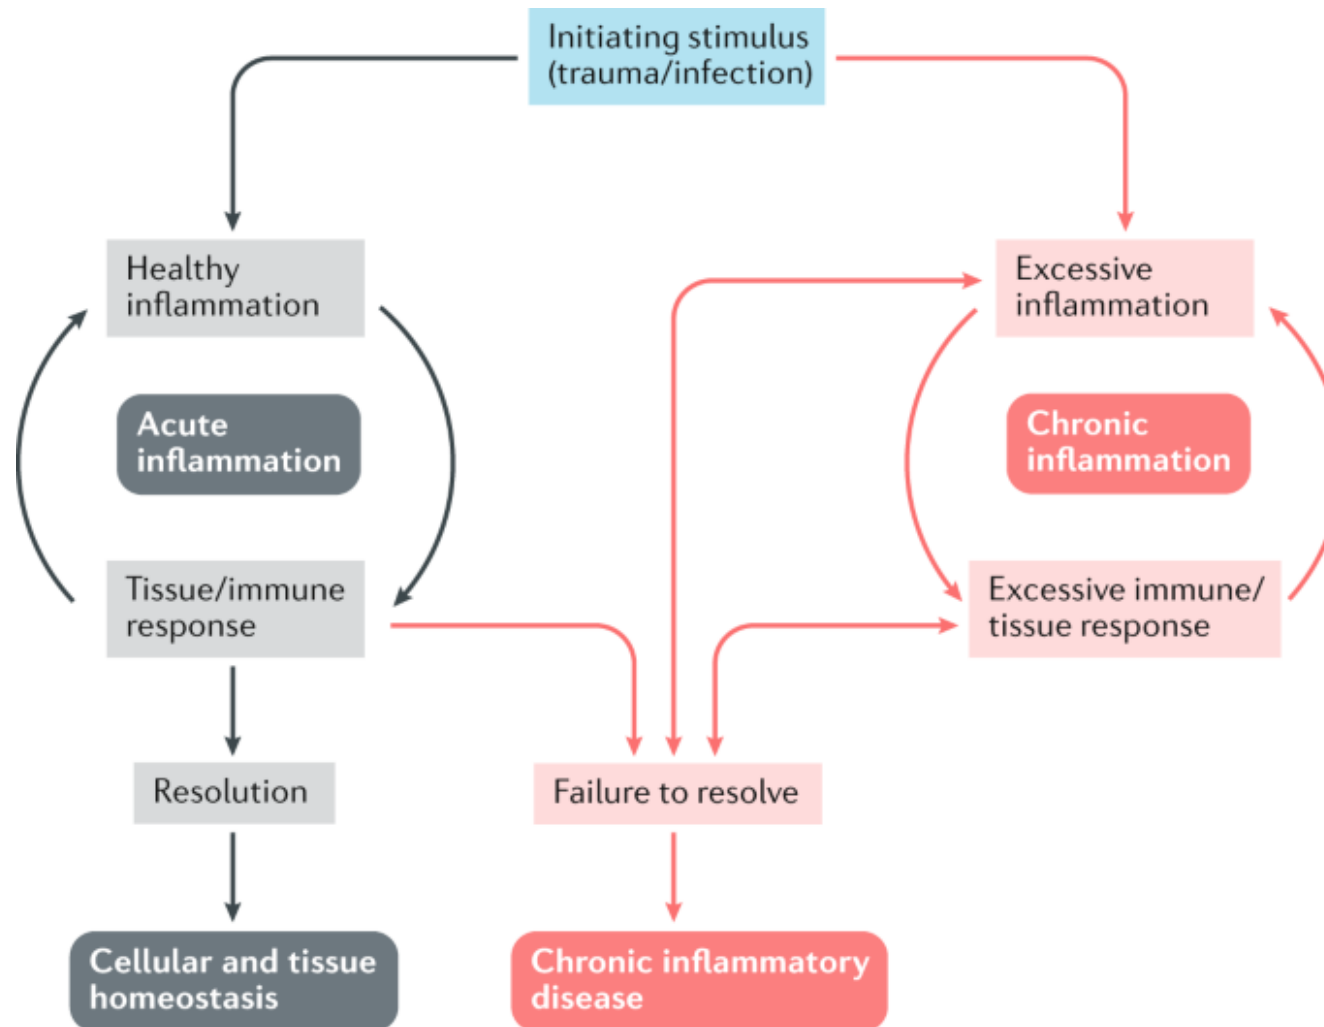 Initiating stimulus
(trauma/infection)
Healthy
inflammation
Excessive
inflammation
Acute
inflammation
Chronic
inflammation
Tissue/immune
response
Excessive immune/
tissue response
Resolution
Failure to resolve
Cellular and tissue
homeostasis
Chronic inflammatory
disease